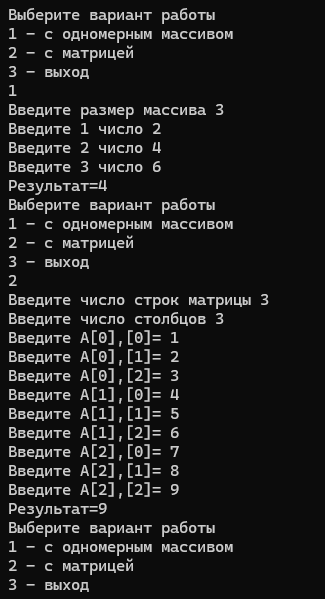 Выберите вариант работы
1 – с одномерным массивом
2 – с матрицей
3 – выход
1
Введите размер массива 3
Введите 1 число 2
Введите 2 число 4
Введите 3 число 6
Результат=4
Выберите вариант работы
1 – с одномерным массивом
2 – с матрицей
3 – выход
2
Введите число строк матрицы 3
Введите число столбцов 3
Введите A[0],[0]= 1
Введите A[0],[1]= 2
Введите A[0],[2]= 3
Введите A[1],[0]= 4
Введите A[1],[1]= 5
Введите A[1],[2]= 6
Введите A[2],[0]= 7
Введите A[2],[1]= 8
Введите A[2],[2]= 9
Результат=9
Выберите вариант работы
1 – с одномерным массивом
2 – с матрицей
3 – выход